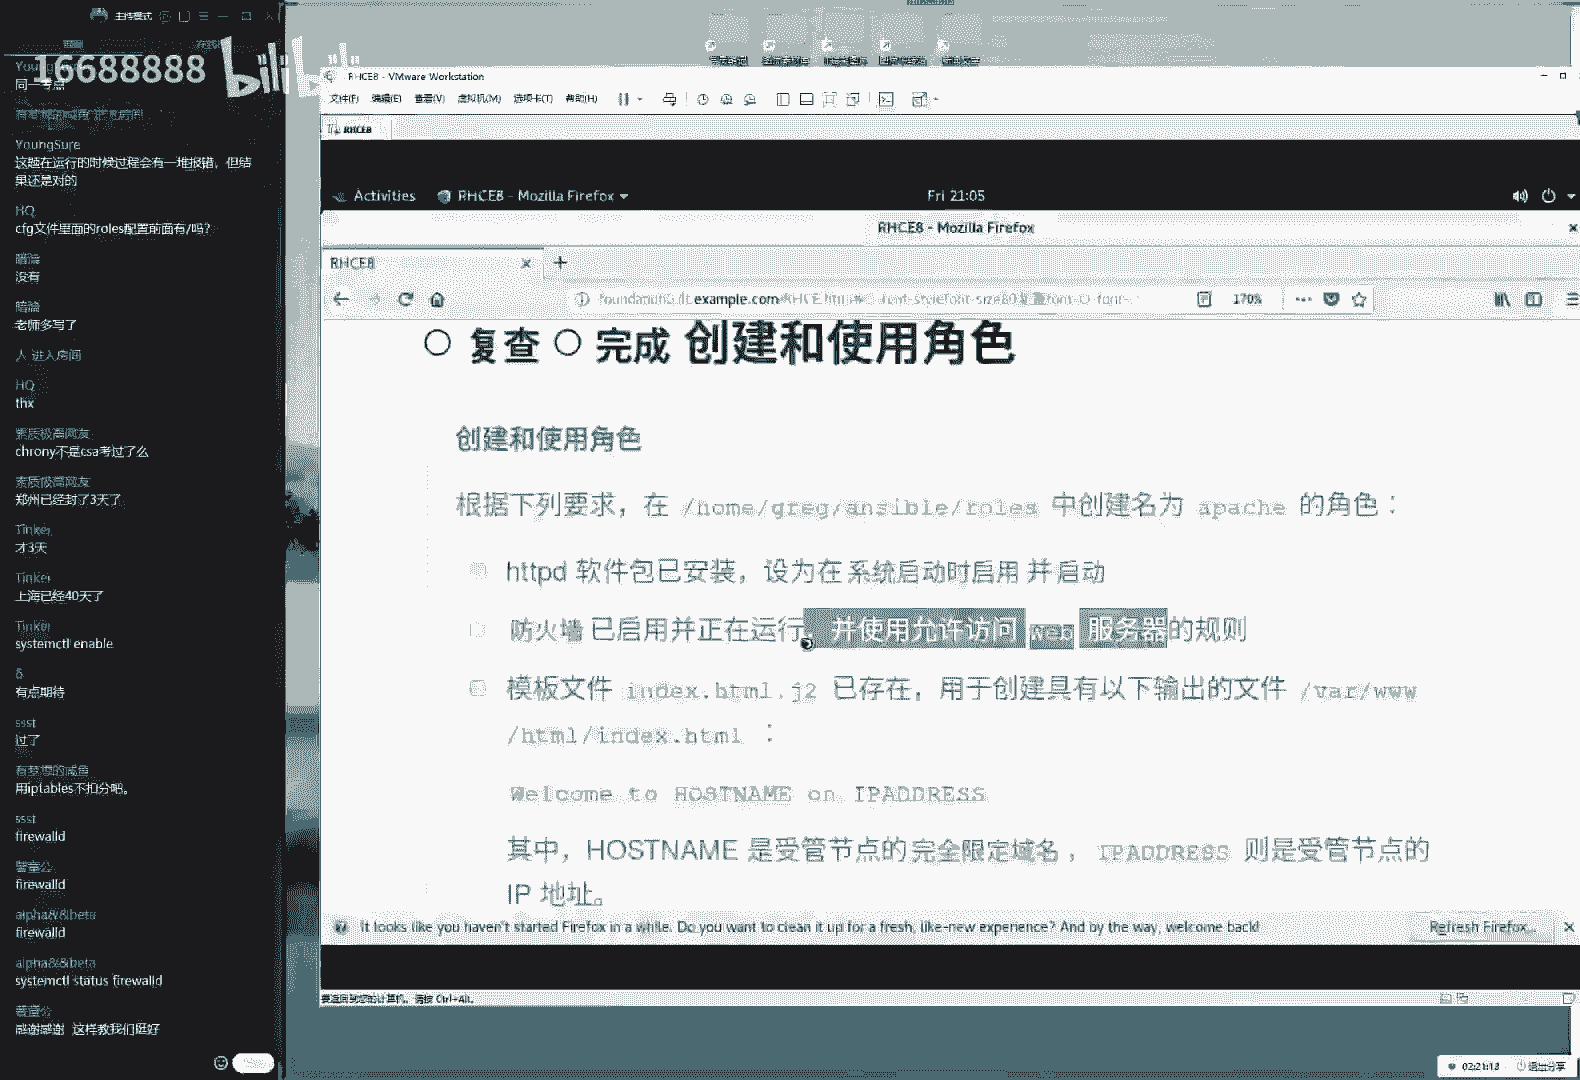 主持模式
16688888
bilibili
同一考点
YoungSure
这题在运行的时候过程会有一堆报错，但结
果还是对的
HQ
cfg文件里面的roles配置前面有/吗?
暗滴
没有
暗滴
老师多写了
人 进入房间
HQ
thx
素质极高网友
chrony不是csa考过了么
素质极高网友
郑州已经封了3天了
Tinker
才3天
Tinker
上海已经40天了
Tinker
systemctl enable
δ
有点期待
ssst
过了
有梦想的咸鱼
用iptables不扣分吧。
ssst
firewalld
firewalld
alpha&&beta
firewalld
alpha&&beta
systemctl status firewalld
感谢感谢 这样教我们挺好
RHCE8 - VMware Workstation
文件(F) 编辑(E) 查看(V) 虚拟机(M) 选项卡(T) 帮助(H)
RHCE8
Activities RHCE8 - Mozilla Firefox Fri 21:05
RHCE8 - Mozilla Firefox
RHCE8
170%
复查 完成 创建和使用角色
创建和使用角色
根据下列要求，在 /home/greg/ansible/roles 中创建名为 apache 的角色：
httpd 软件包已安装，设为在系统启动时启用 并启动
防火墙 已启用并正在运行，并使用允许访问 web 服务器的规则
模板文件 index.html.j2 已存在，用于创建具有以下输出的文件 /var/www
/html/index.html ：
Welcome to HOSTNAME on IPADDRESS
其中，HOSTNAME 是受管节点的完全限定域名 ，IPADDRESS 则是受管节点的
IP 地址。
It looks like you haven't started Firefox in a while. Do you want to clean it up for a fresh, like-new experience? And by the way, welcome back!
Refresh Firefox...
要返回到您的计算机，请按 Ctrl+Alt。
02:21:13